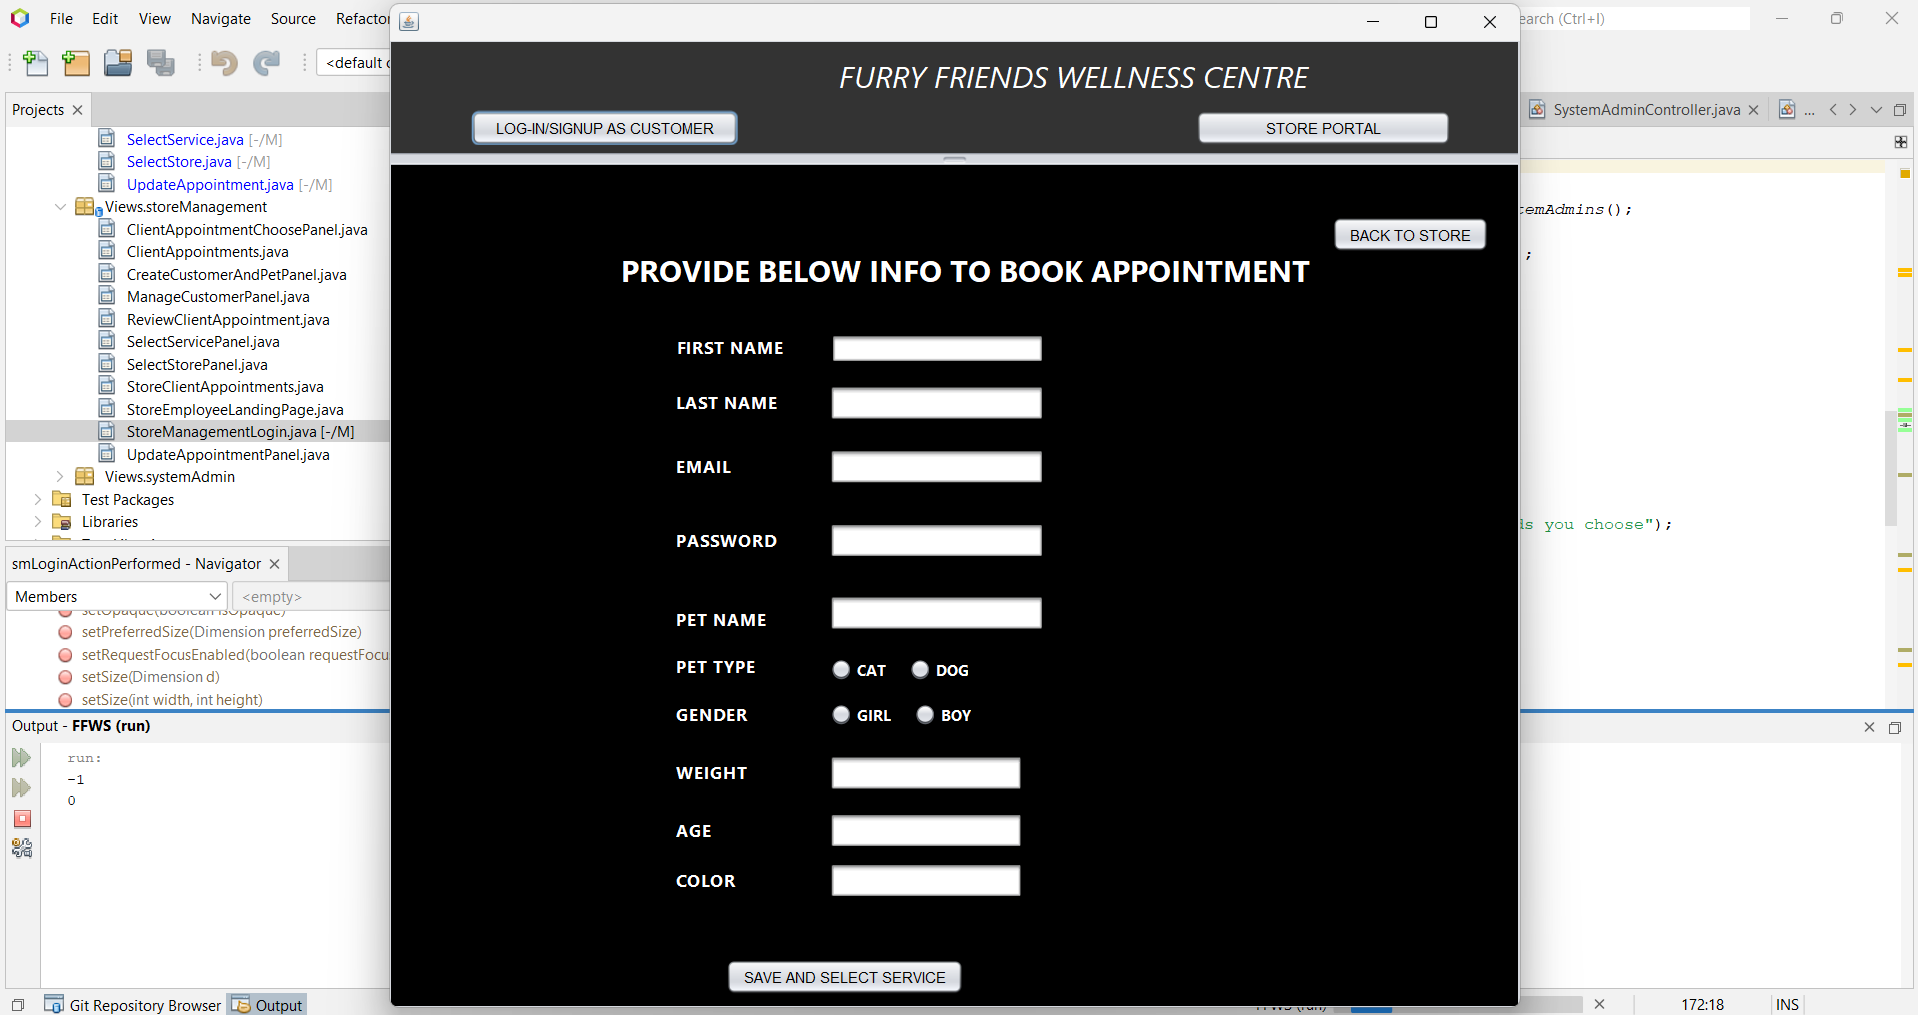 File Edit View Navigate Source Refactor
earch (Ctrl+I)
<default
Projects
SelectService.java [-/M]
SelectStore.java [-/M]
UpdateAppointment.java [-/M]
Views.storeManagement
ClientAppointmentChoosePanel.java
ClientAppointments.java
CreateCustomerAndPetPanel.java
ManageCustomerPanel.java
ReviewClientAppointment.java
SelectServicePanel.java
SelectStorePanel.java
StoreClientAppointments.java
StoreEmployeeLandingPage.java
StoreManagementLogin.java [-/M]
UpdateAppointmentPanel.java
Views.systemAdmin
Test Packages
Libraries
smLoginActionPerformed - Navigator
Members
<empty>
setOpaque(boolean isOpaque)
setPreferredSize(Dimension preferredSize)
setRequestFocusEnabled(boolean requestFocu
setSize(Dimension d)
setSize(int width, int height)
Output - FFWS (run)
run:
-1
0
Git Repository Browser
Output
FURRY FRIENDS WELLNESS CENTRE
LOG-IN/SIGNUP AS CUSTOMER
STORE PORTAL
BACK TO STORE
PROVIDE BELOW INFO TO BOOK APPOINTMENT
FIRST NAME
LAST NAME
EMAIL
PASSWORD
PET NAME
PET TYPE CAT DOG
GENDER GIRL BOY
WEIGHT
AGE
COLOR
SAVE AND SELECT SERVICE
SystemAdminController.java
...
temAdmins();
;
ds you choose");
FFWS (run)
172:18
INS